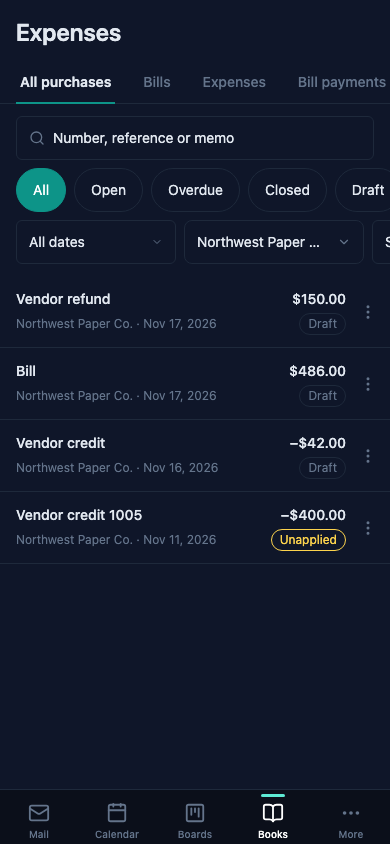 Expenses
All purchases Bills Expenses Bill payments
Number, reference or memo
All Open Overdue Closed Draft
All dates Northwest Paper ...
Vendor refund $150.00
Northwest Paper Co. · Nov 17, 2026 Draft
Bill $486.00
Northwest Paper Co. · Nov 17, 2026 Draft
Vendor credit –$42.00
Northwest Paper Co. · Nov 16, 2026 Draft
Vendor credit 1005 –$400.00
Northwest Paper Co. · Nov 11, 2026 Unapplied
Mail Calendar Boards Books More